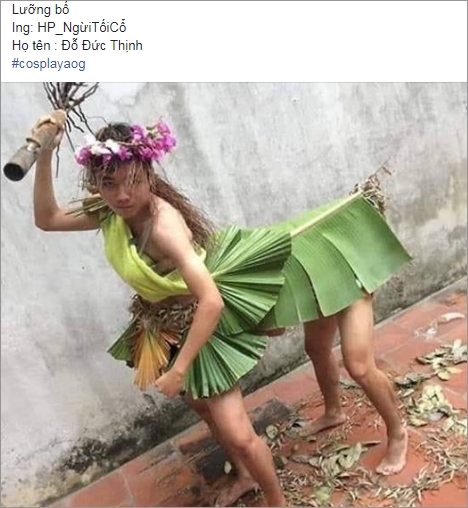 Lưỡng bố
Ing: HP_NgừiTốiCổ
Họ tên : Đỗ Đức Thịnh
#cosplayaog